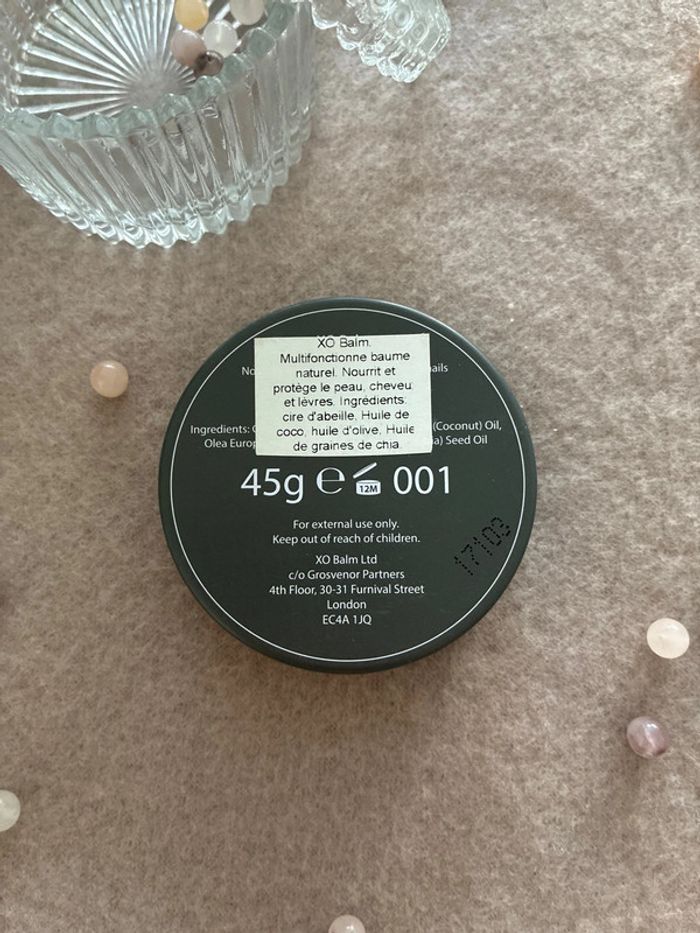 XO Balm.
Multifonctionne baume
naturel. Nourrit et
protège le peau, cheveu
et lèvres. Ingrédients:
cire d'abeille, Huile de
coco, huile d'olive, Huile
de graines de chia.
No
ails
Ingredients: C
(Coconut) Oil,
Olea Europ
ia) Seed Oil
45g e 12M 001
For external use only.
Keep out of reach of children.
XO Balm Ltd
c/o Grosvenor Partners
4th Floor, 30-31 Furnival Street
London
EC4A 1JQ
17103